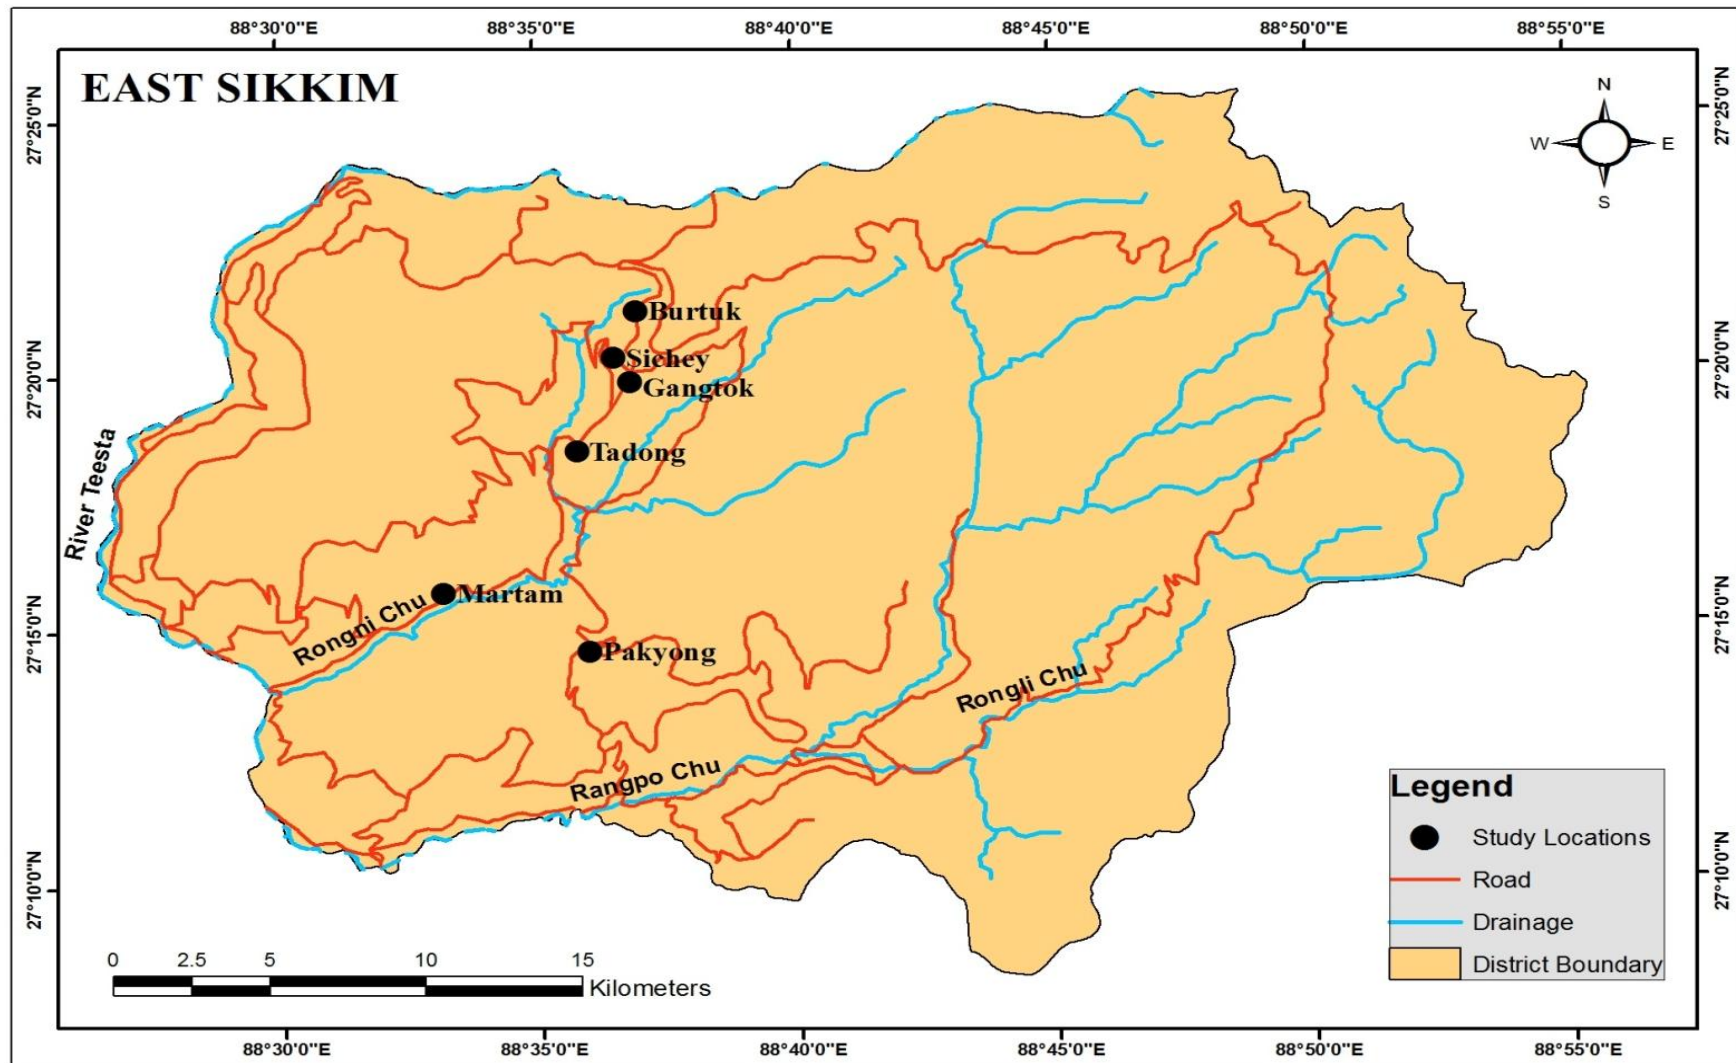 88°30'0"E 88°35'0"E 88°40'0"E 88°45'0"E 88°50'0"E 88°55'0"E
EAST SIKKIM
N
W E
S
27°25'0"N
27°25'0"N
Burtuk
Sichey
27°20'0"N
27°20'0"N
Gangtok
Tadong
River Teesta
Martam
Rongni Chu
27°15'0"N
27°15'0"N
Pakyong
Rongli Chu
Rangpo Chu
Legend
Study Locations
Road
Drainage
District Boundary
27°10'0"N
27°10'0"N
0 2.5 5 10 15
Kilometers
88°30'0"E 88°35'0"E 88°40'0"E 88°45'0"E 88°50'0"E 88°55'0"E